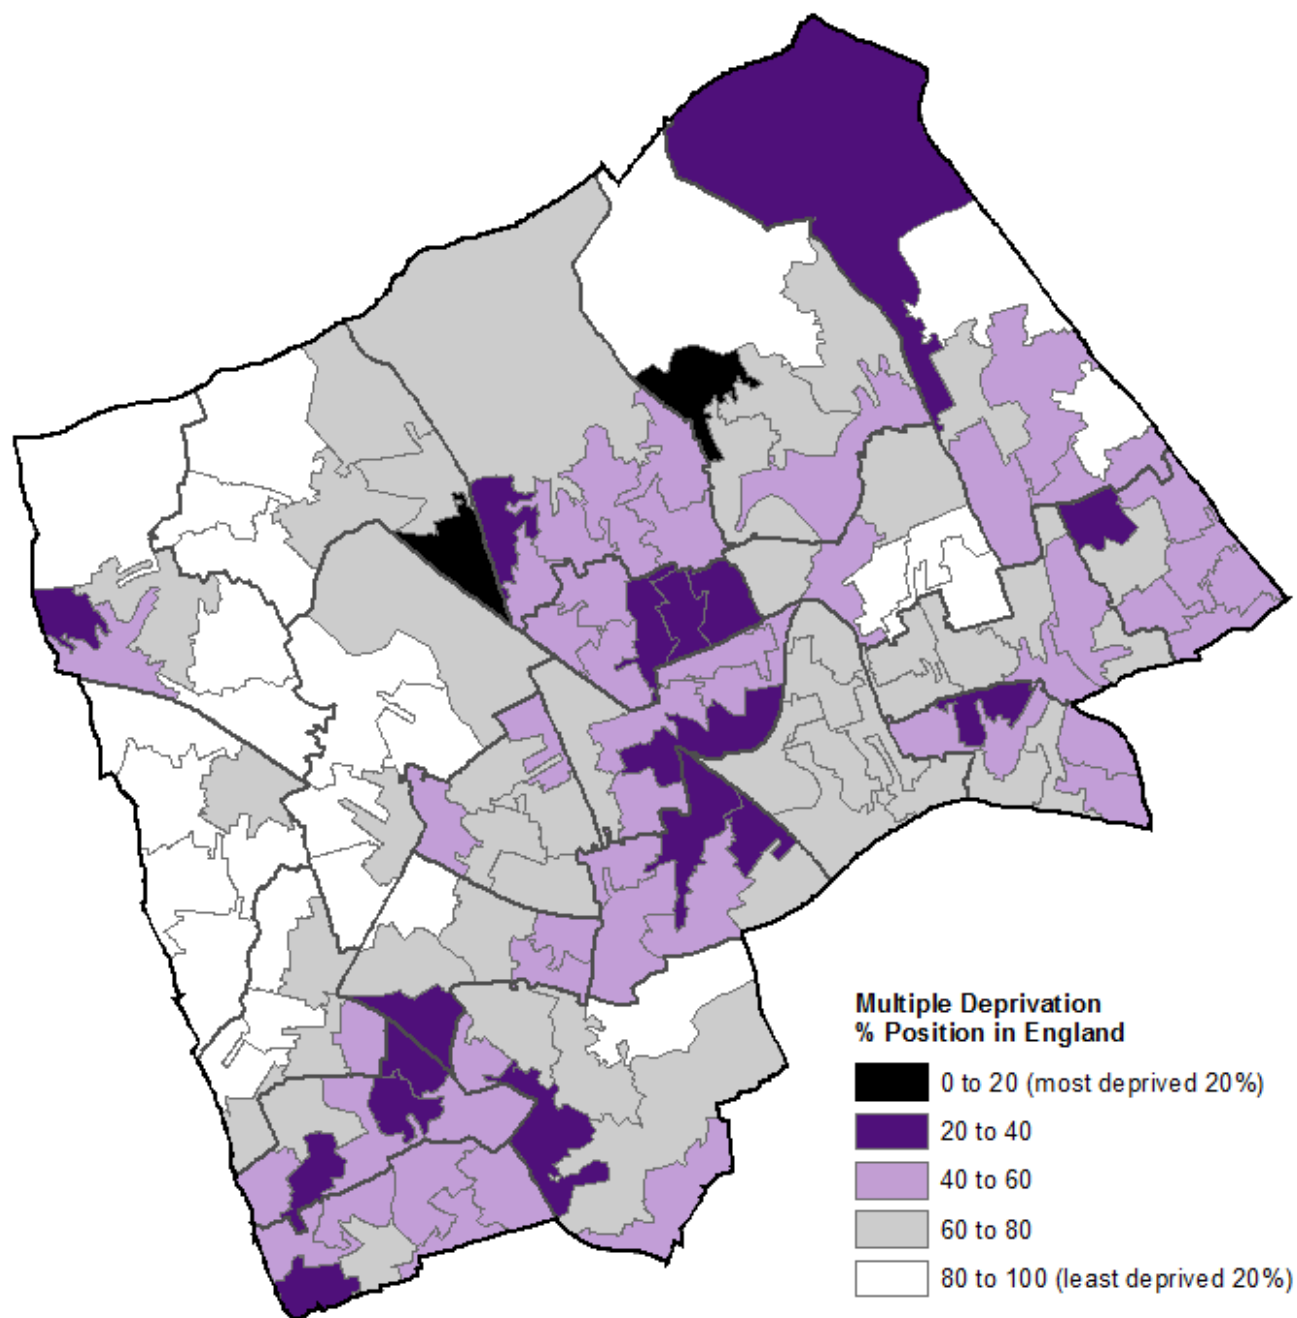 Multiple Deprivation
% Position in England
0 to 20 (most deprived 20%)
20 to 40
40 to 60
60 to 80
80 to 100 (least deprived 20%)